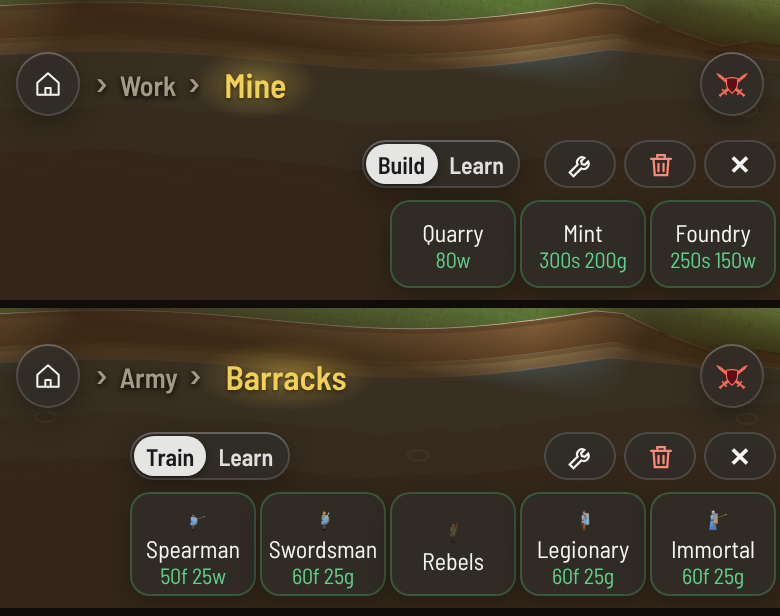 › Work › Mine
Build Learn
Quarry Mint Foundry
80w 300s 200g 250s 150w
› Army › Barracks
Train Learn
Spearman Swordsman Rebels Legionary Immortal
50f 25w 60f 25g 60f 25g 60f 25g